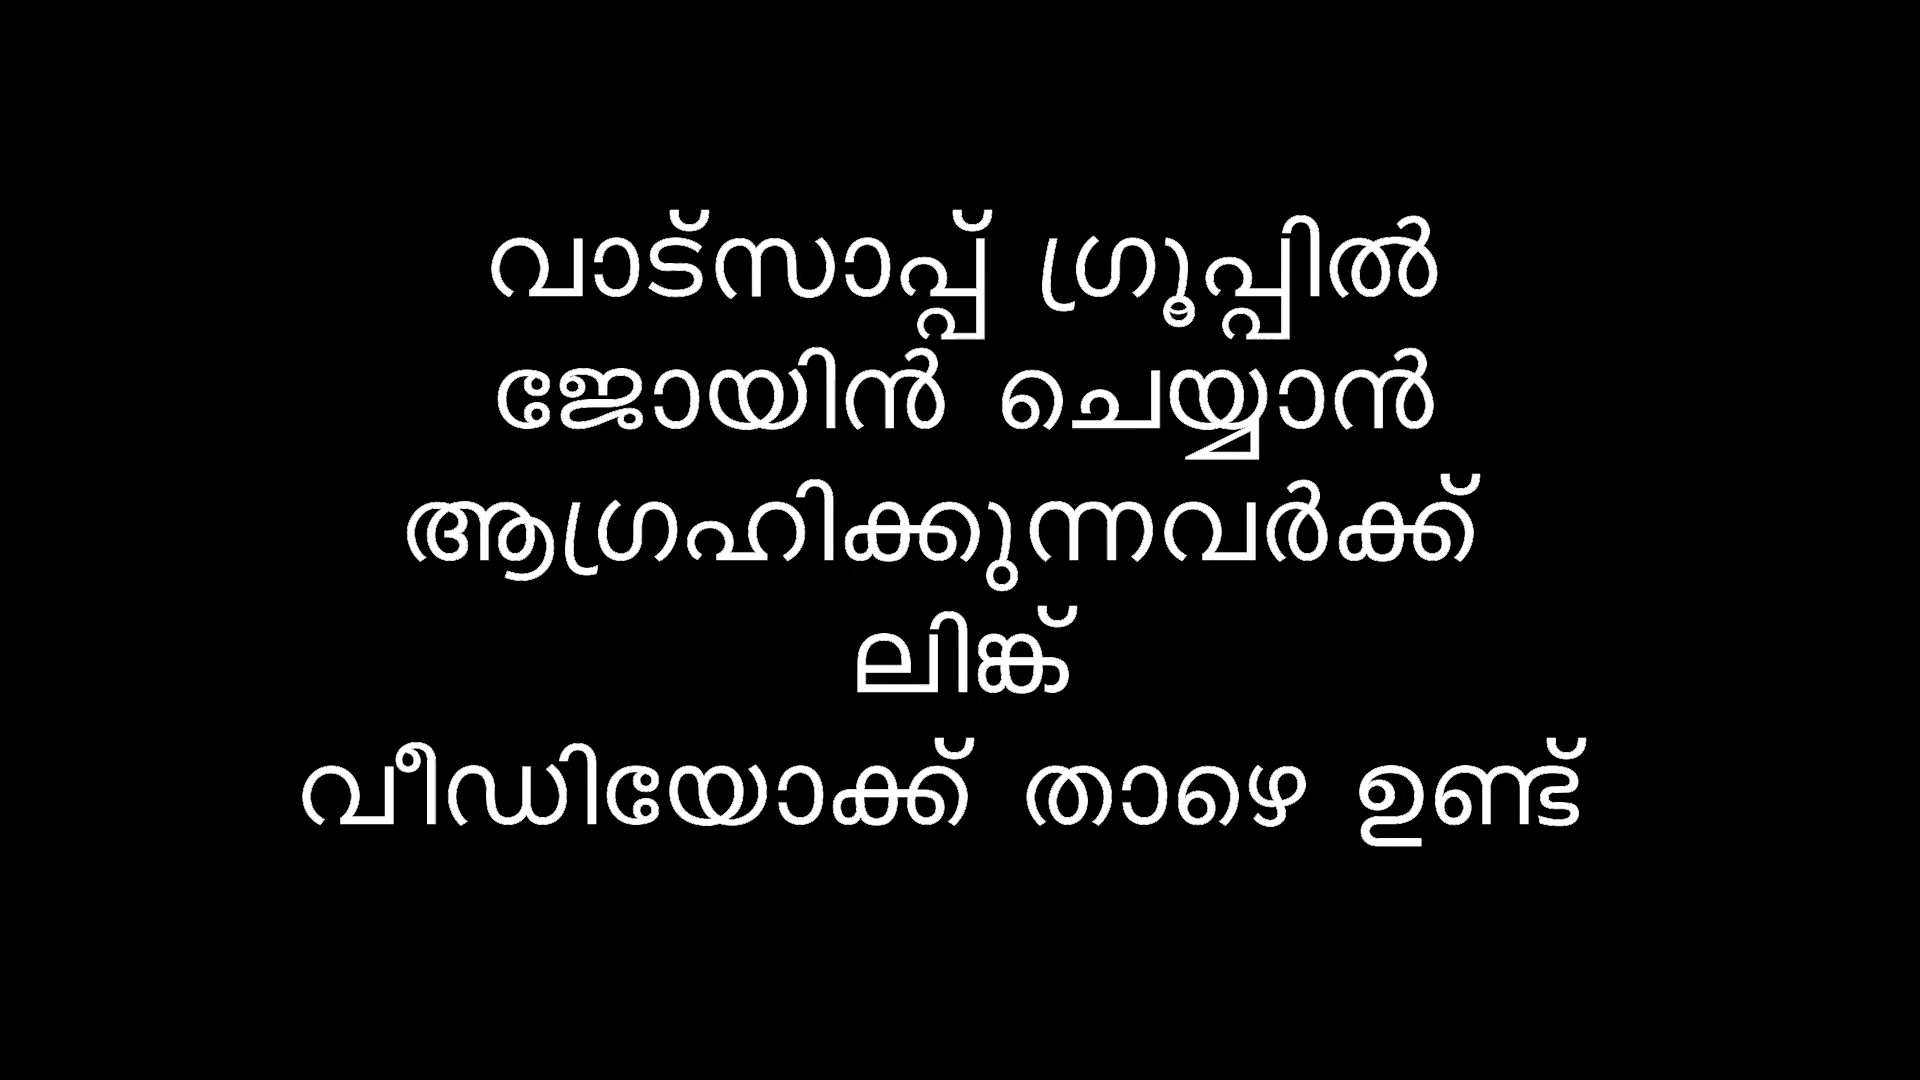 വാട്സാപ്പ് ഗ്രൂപ്പിൽ
ജോയിൻ ചെയ്യാൻ
ആഗ്രഹിക്കുന്നവർക്ക്
ലിങ്ക്
വീഡിയോക്ക് താഴെ ഉണ്ട്